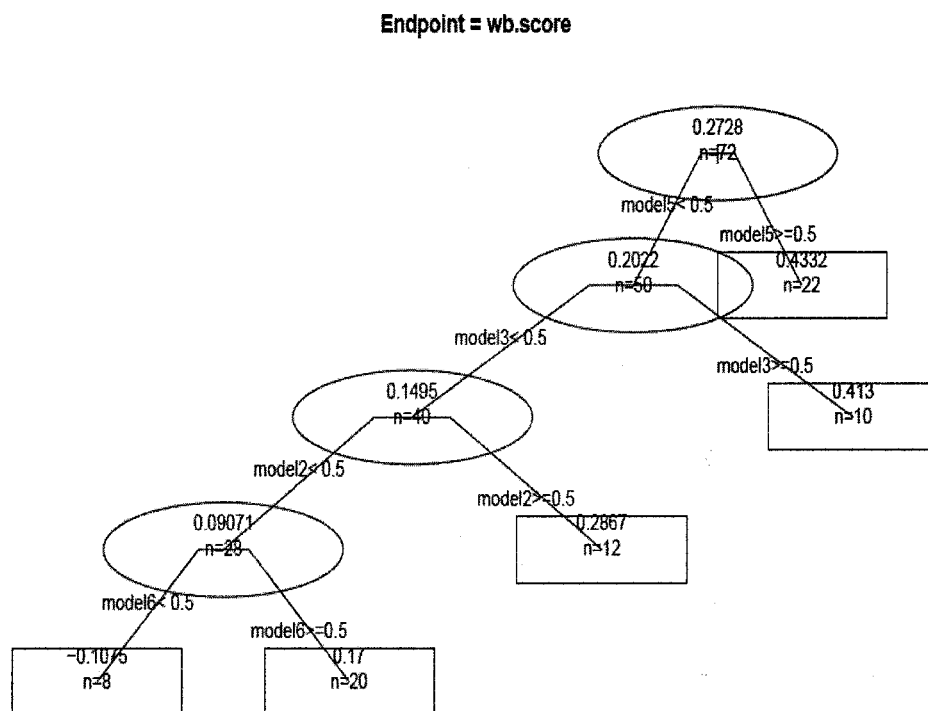 Endpoint = wb.score
0.2728
n=72
model5< 0.5
model5>=0.5
0.2022
n=50
0.4332
n=22
model3< 0.5
model3>=0.5
0.1495
n=40
0.413
n=10
model2< 0.5
model2>=0.5
0.09071
n=28
0.2867
n=12
model6< 0.5
model6>=0.5
−0.1075
n=8
0.17
n=20